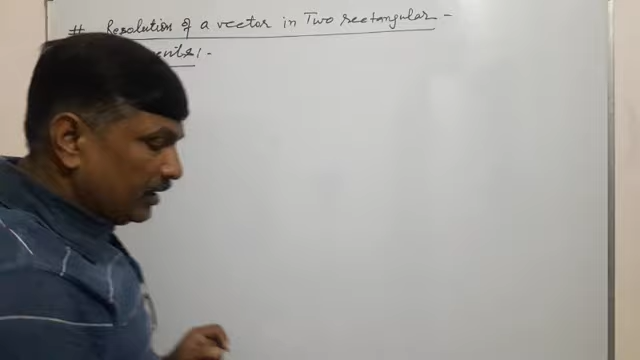 # Resolution of a vector in Two rectangular -